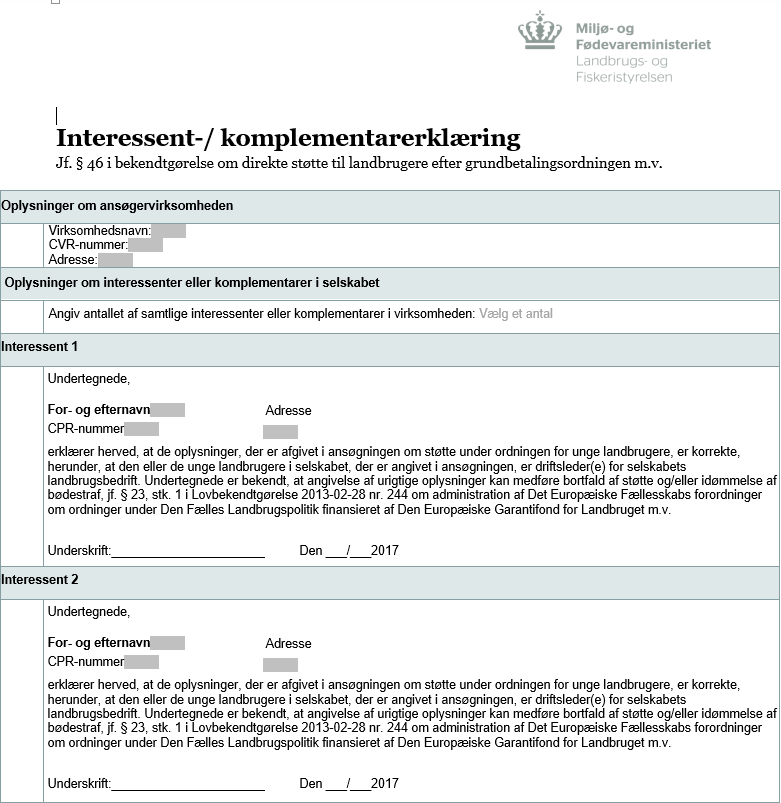 Miljø- og
Fødevareministeriet
Landbrugs- og
Fiskeristyrelsen
Interessent-/ komplementarerklæring
Jf. § 46 i bekendtgørelse om direkte støtte til landbrugere efter grundbetalingsordningen m.v.
Oplysninger om ansøgervirksomheden
Virksomhedsnavn:
CVR-nummer:
Adresse:
Oplysninger om interessenter eller komplementarer i selskabet
Angiv antallet af samtlige interessenter eller komplementarer i virksomheden: Vælg et antal
Interessent 1
Undertegnede,
For- og efternavn Adresse
CPR-nummer
erklærer herved, at de oplysninger, der er afgivet i ansøgningen om støtte under ordningen for unge landbrugere, er korrekte,
herunder, at den eller de unge landbrugere i selskabet, der er angivet i ansøgningen, er driftsleder(e) for selskabets
landbrugsbedrift. Undertegnede er bekendt, at angivelse af urigtige oplysninger kan medføre bortfald af støtte og/eller idømmelse af
bødestraf, jf. § 23, stk. 1 i Lovbekendtgørelse 2013-02-28 nr. 244 om administration af Det Europæiske Fællesskabs forordninger
om ordninger under Den Fælles Landbrugspolitik finansieret af Den Europæiske Garantifond for Landbruget m.v.
Underskrift:______________________ Den ___/___2017
Interessent 2
Undertegnede,
For- og efternavn Adresse
CPR-nummer
erklærer herved, at de oplysninger, der er afgivet i ansøgningen om støtte under ordningen for unge landbrugere, er korrekte,
herunder, at den eller de unge landbrugere i selskabet, der er angivet i ansøgningen, er driftsleder(e) for selskabets
landbrugsbedrift. Undertegnede er bekendt, at angivelse af urigtige oplysninger kan medføre bortfald af støtte og/eller idømmelse af
bødestraf, jf. § 23, stk. 1 i Lovbekendtgørelse 2013-02-28 nr. 244 om administration af Det Europæiske Fællesskabs forordninger
om ordninger under Den Fælles Landbrugspolitik finansieret af Den Europæiske Garantifond for Landbruget m.v.
Underskrift:______________________ Den ___/___2017